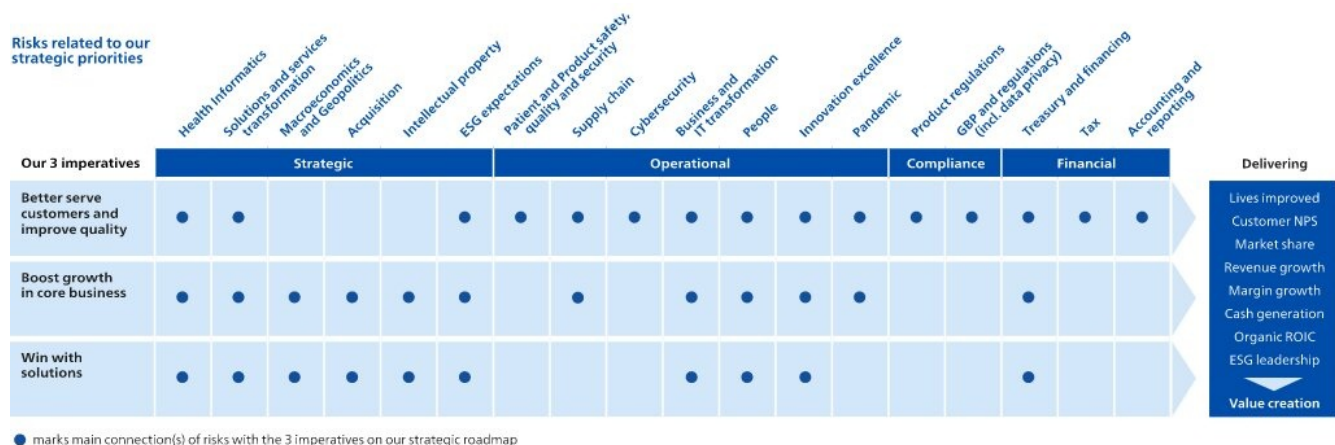 Risks related to our
strategic priorities
Health Informatics
Solutions and services
transformation
Macroeconomics
and Geopolitics
Acquisition
Intellectual property
ESG expectations
Patient and Product safety,
quality and security
Supply chain
Cybersecurity
Business and
IT transformation
People
Innovation excellence
Pandemic
Product regulations
GBP and regulations
(incl. data privacy)
Treasury and financing
Tax
Accounting and
reporting
Our 3 imperatives
Strategic
Operational
Compliance
Financial
Delivering
Better serve
customers and
improve quality
Boost growth
in core business
Win with
solutions
Lives improved
Customer NPS
Market share
Revenue growth
Margin growth
Cash generation
Organic ROIC
ESG leadership
Value creation
marks main connection(s) of risks with the 3 imperatives on our strategic roadmap